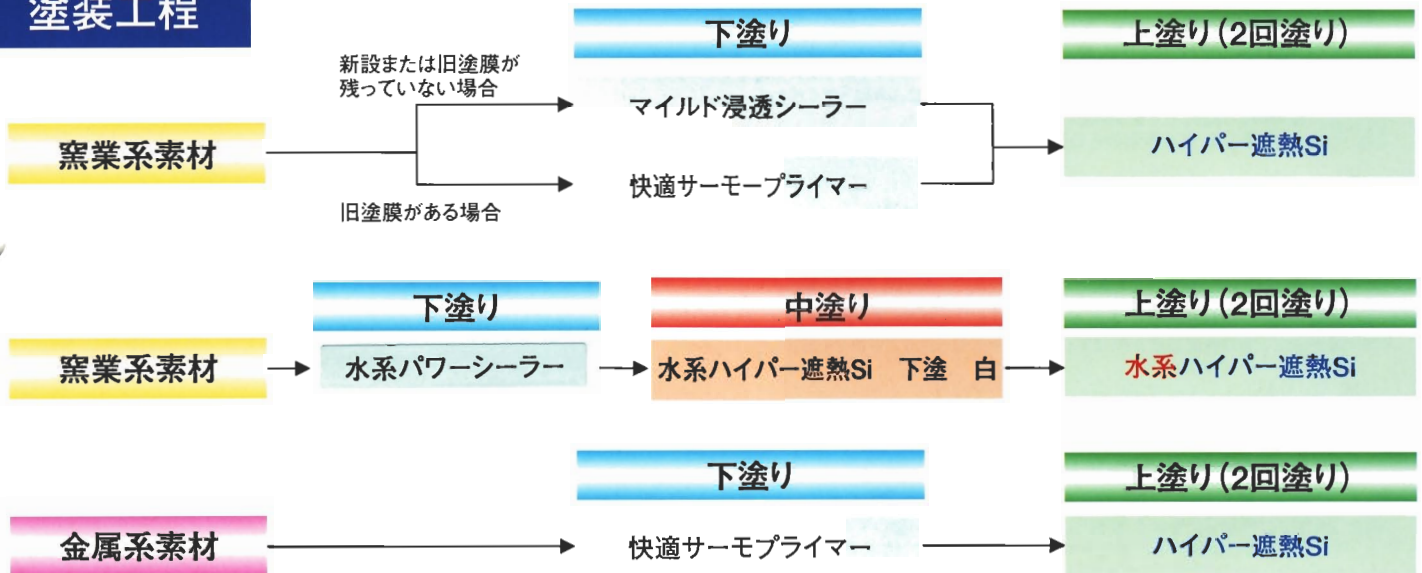 塗装工程
下塗り
上塗り(2回塗り)
新設または旧塗膜が
残っていない場合
マイルド浸透シーラー
窯業系素材
ハイパー遮熱Si
快適サーモープライマー
旧塗膜がある場合
下塗り
中塗り
上塗り(2回塗り)
窯業系素材
水系パワーシーラー
水系ハイパー遮熱Si 下塗 白
水系ハイパー遮熱Si
下塗り
上塗り(2回塗り)
金属系素材
快適サーモプライマー
ハイパー遮熱Si